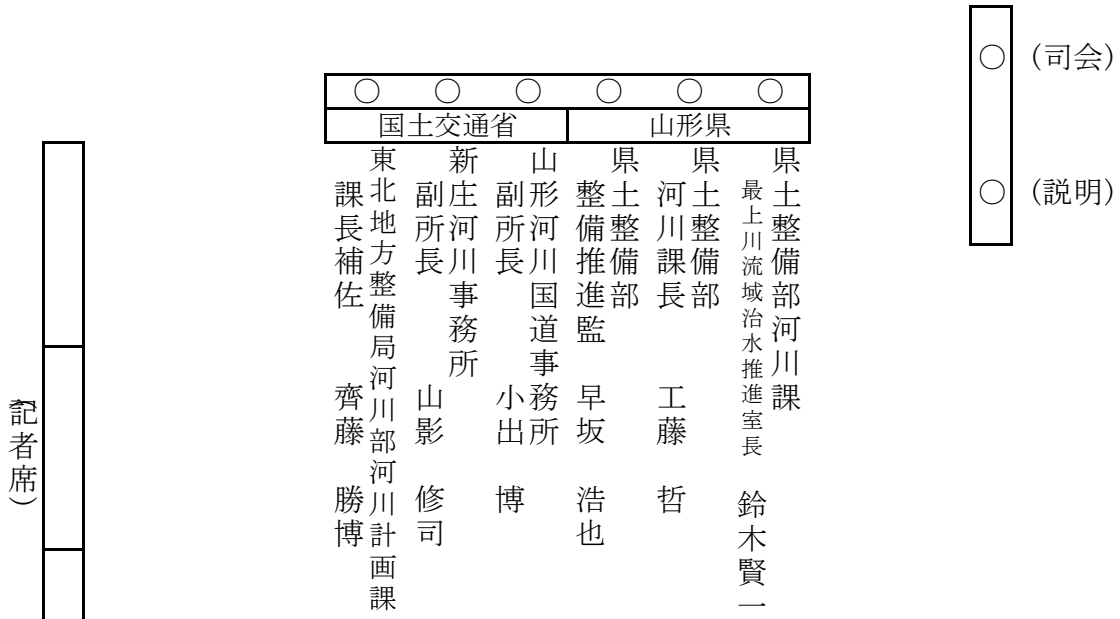 ○ (司会)
○ (説明)
○ ○ ○ ○ ○ ○
国土交通省 山形県
県土整備部河川課
最上川流域治水推進室長 鈴木賢一
県土整備部
河川課長 工藤 哲
県土整備部
整備推進監 早坂 浩也
山形河川国道事務所
副所長 小出 博
新庄河川事務所
副所長 山影 修司
東北地方整備局河川部河川計画課
課長補佐 齊藤 勝博
(記者席)